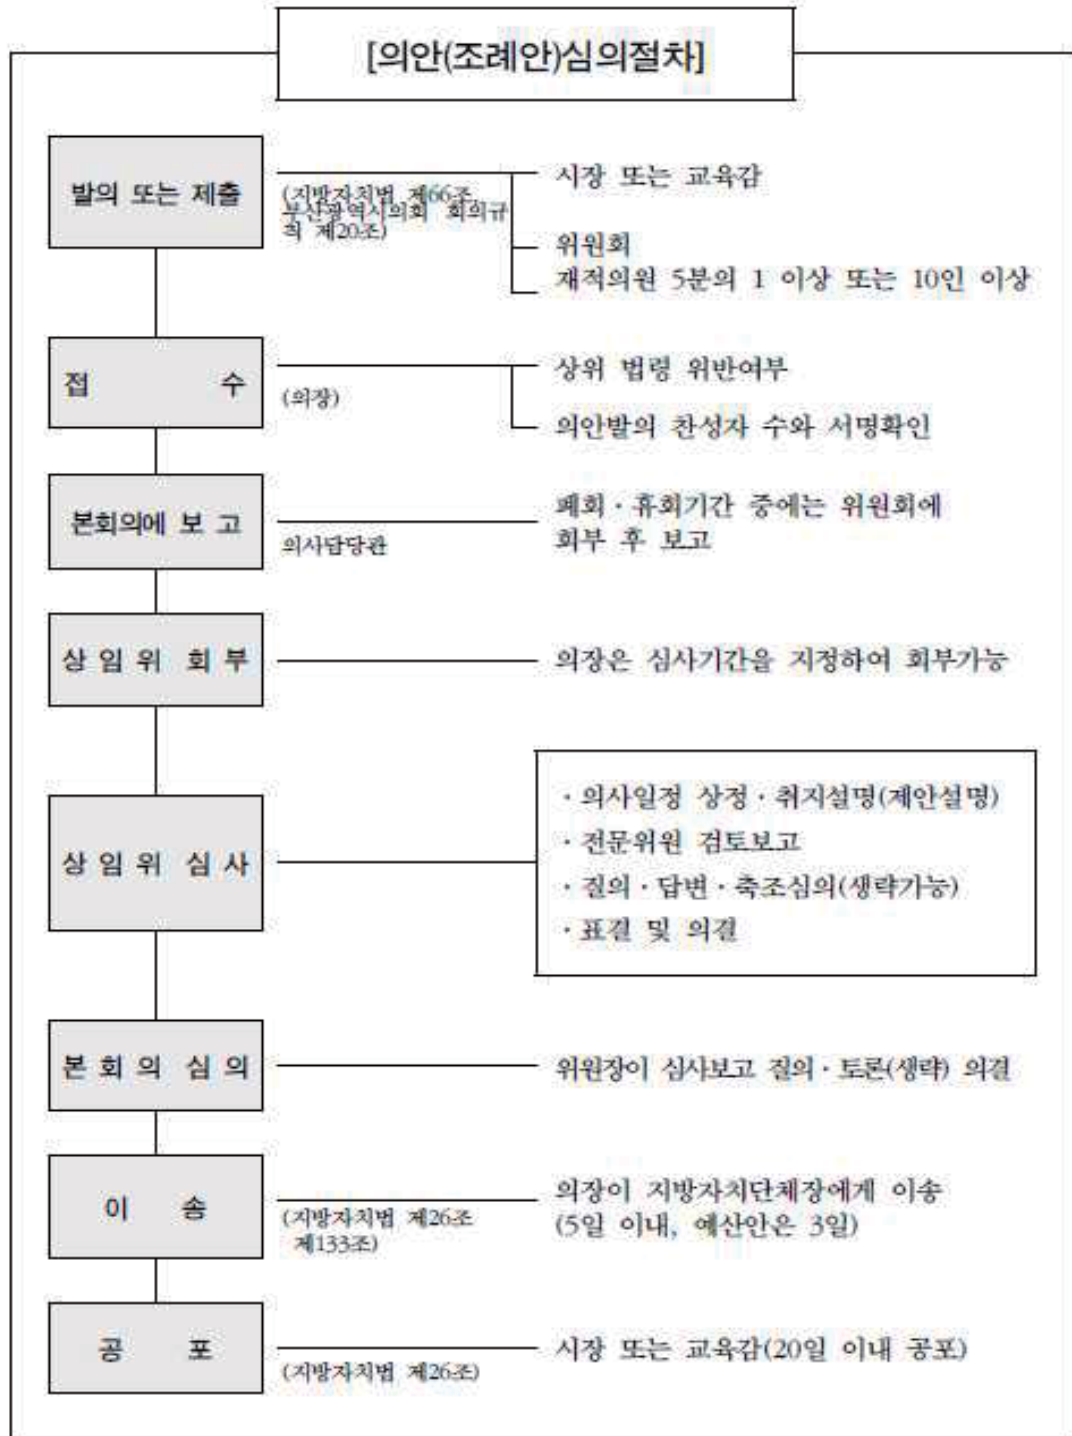 [의안(조례안)심의절차]
발의 또는 제출
(지방자치법 제66조
부산광역시의회 회의규
칙 제20조)
시장 또는 교육감
위원회
재적의원 5분의 1 이상 또는 10인 이상
접 수
(의장)
상위 법령 위반여부
의안발의 찬성자 수와 서명확인
본회의에 보 고
의사담당관
폐회·휴회기간 중에는 위원회에
회부 후 보고
상 임 위 회 부
의장은 심사기간을 지정하여 회부가능
상 임 위 심 사
· 의사일정 상정 · 취지설명(제안설명)
· 전문위원 검토보고
· 질의 · 답변 · 축조심의(생략가능)
· 표결 및 의결
본 회 의 심 의
위원장이 심사보고 질의 · 토론(생략) 의결
이 송
(지방자치법 제26조
제133조)
의장이 지방자치단체장에게 이송
(5일 이내, 예산안은 3일)
공 포
(지방자치법 제26조)
시장 또는 교육감(20일 이내 공포)